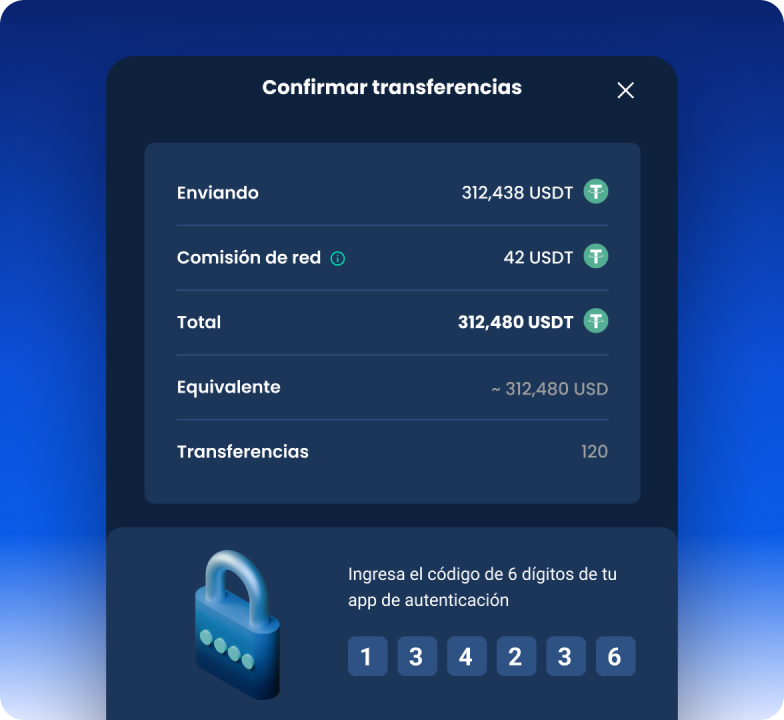 Confirmar transferencias
Enviando 312,438 USDT
Comisión de red 42 USDT
Total 312,480 USDT
Equivalente ~ 312,480 USD
Transferencias 120
Ingresa el código de 6 dígitos de tu
app de autenticación
1 3 4 2 3 6